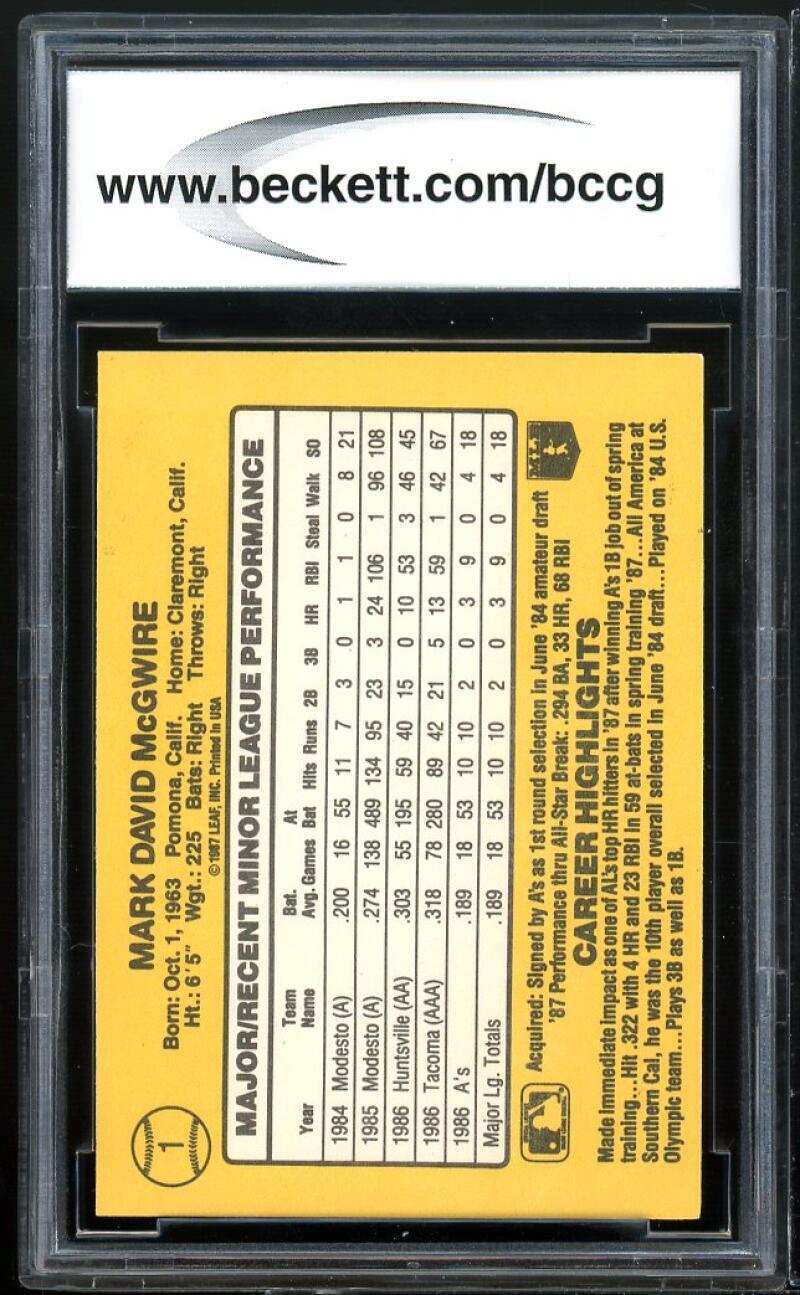 www.beckett.com/bccg
1
MARK DAVID McGWIRE
Born: Oct. 1, 1963 Pomona, Calif. Home: Claremont, Calif.
Ht.: 6'5" Wgt.: 225 Bats: Right Throws: Right
©1987 LEAF, INC. Printed in USA
MAJOR/RECENT MINOR LEAGUE PERFORMANCE
Team Bat. At
Year Name Avg. Games Bat Hits Runs 2B 3B HR RBI Steal Walk SO
1984 Modesto (A) .200 16 55 11 7 3 0 1 1 0 8 21
1985 Modesto (A) .274 138 489 134 95 23 3 24 106 1 96 108
1986 Huntsville (AA) .303 55 195 59 40 15 0 10 53 3 46 45
1986 Tacoma (AAA) .318 78 280 89 42 21 5 13 59 1 42 67
1986 A's .189 18 53 10 10 2 0 3 9 0 4 18
Major Lg. Totals .189 18 53 10 10 2 0 3 9 0 4 18
Acquired: Signed by A's as 1st round selection in June '84 amateur draft
'87 Performance thru All-Star Break: .294 BA, 33 HR, 68 RBI
CAREER HIGHLIGHTS
Made immediate impact as one of AL's top HR hitters in '87 after winning A's 1B job out of spring
training...Hit .322 with 4 HR and 23 RBI in 59 at-bats in spring training '87...All America at
Southern Cal, he was the 10th player overall selected in June '84 draft...Played on '84 U.S.
Olympic team...Plays 3B as well as 1B.